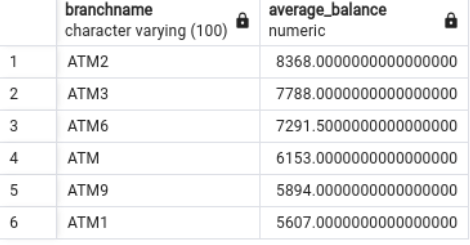 branchname average_balance
character varying (100) numeric
1 ATM2 8368.0000000000000000
2 ATM3 7788.0000000000000000
3 ATM6 7291.5000000000000000
4 ATM 6153.0000000000000000
5 ATM9 5894.0000000000000000
6 ATM1 5607.0000000000000000